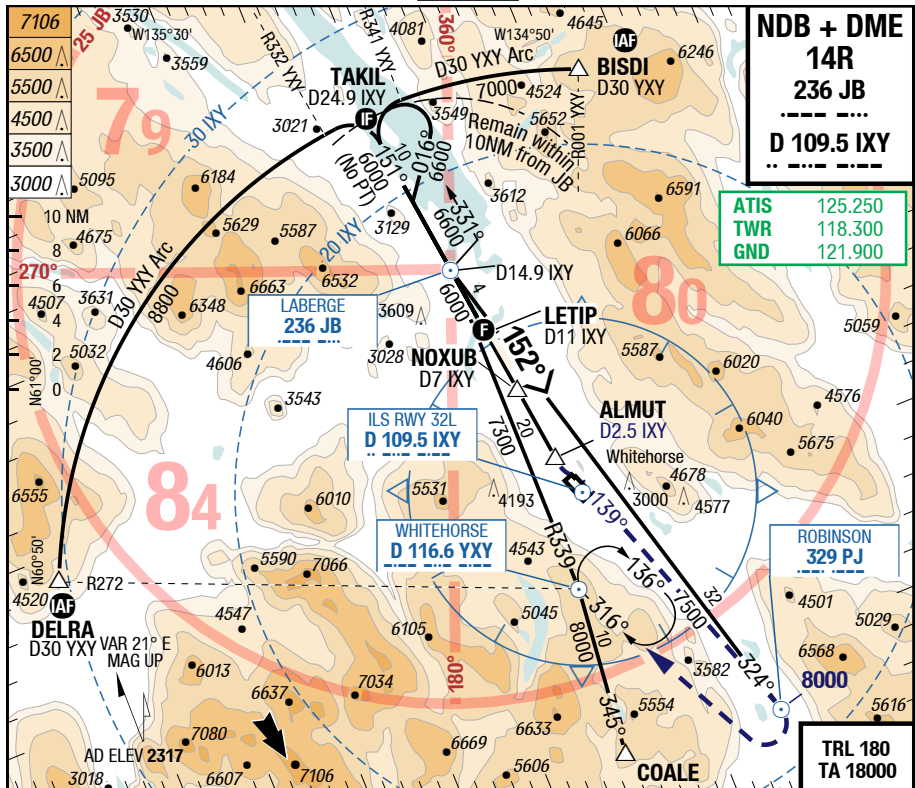 NDB + DME
14R
236 JB
D 109.5 IXY
ATIS 125.250
TWR 118.300
GND 121.900
7106
6500
5500
4500
3500
3000
25 JB
3530
W135°30'
3559
R332 YXY
R341 YXY
4081
360°
W134°50'
4645
IAF
BISDI
D30 YXY
6246
D30 YXY Arc
7000
4524
TAKIL
D24.9 IXY
IF
3021
3549
5652
Remain within
10NM from JB
R001 YXY
79
30 IXY
6000
(No PT)
10
151°
016°
6600
3612
5095
6184
6591
10 NM
8
6
4
2
0
4675
5629
5587
3129
331°
6600
6066
20 IXY
270°
6532
D14.9 IXY
80
D30 YXY Arc
8800
4507
3631
6348
6663
LABERGE
236 JB
3609
6000
4
F
LETIP
D11 IXY
5059
5032
4606
3028
NOXUB
D7 IXY
152°
5587
6020
N61°00'
3543
4576
ILS RWY 32L
D 109.5 IXY
7300
20
ALMUT
D2.5 IXY
Whitehorse
6040
5675
6555
84
6010
5531
4193
4678
3000
4577
139°
WHITEHORSE
D 116.6 YXY
R339°
4543
ROBINSON
329 PJ
N60°50'
5590
7066
136°
7500
32
4520
R272
IAF
DELRA
D30 YXY
4547
6105
5045
316°
10
8000
4501
5029
VAR 21° E
MAG UP
6013
7034
180°
3582
324°
6568
8000
6637
5554
345°
5616
7080
6633
AD ELEV 2317
6669
3018
6607
7106
5606
COALE
TRL 180
TA 18000